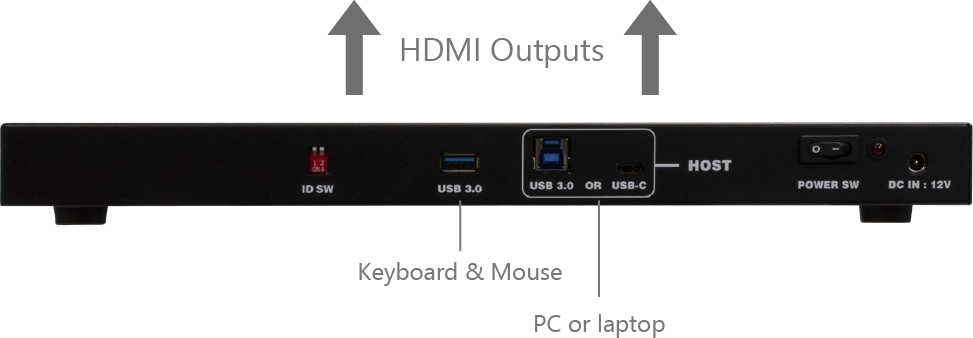 HDMI Outputs
1 2
ON
ID SW
USB 3.0
USB 3.0 OR USB-C
HOST
O –
POWER SW
DC IN : 12V
Keyboard & Mouse
PC or laptop